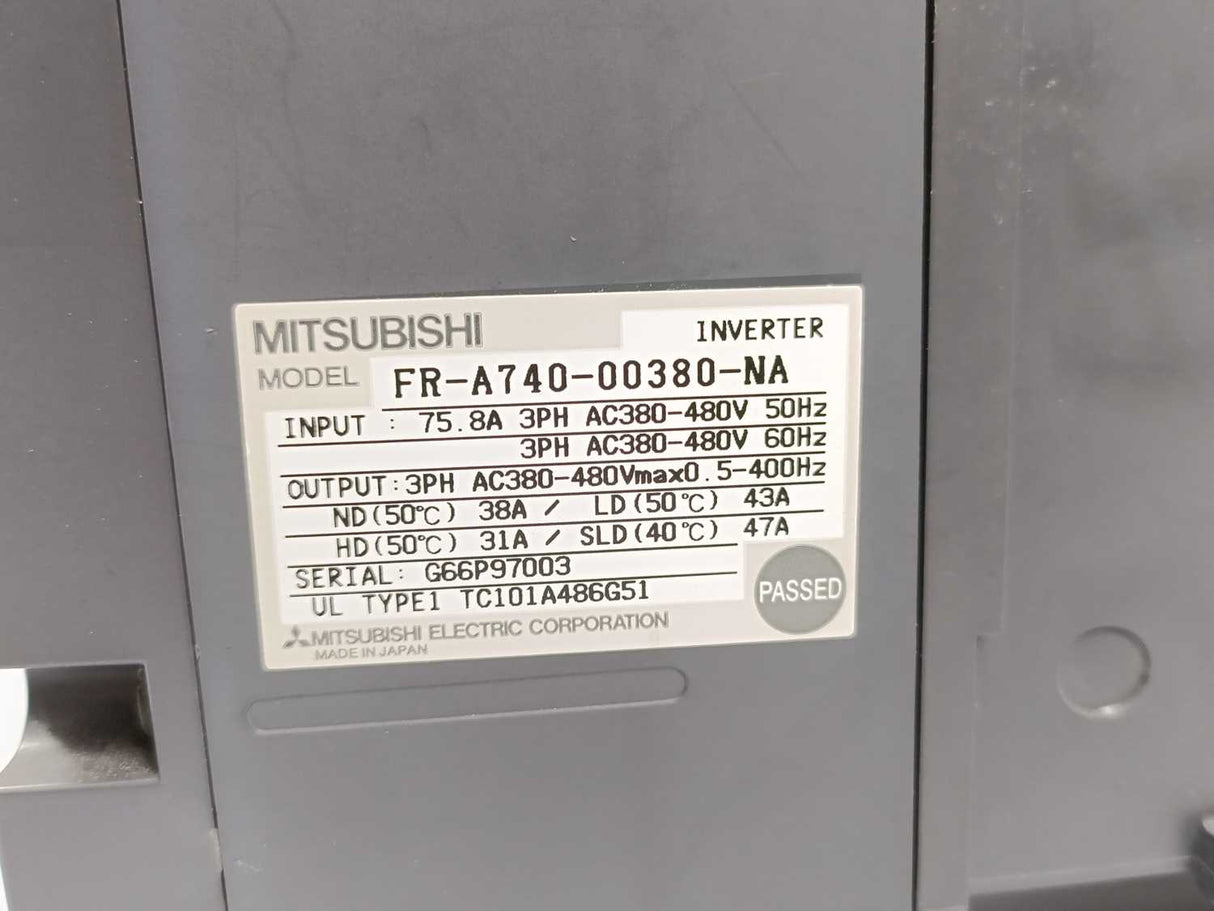 MITSUBISHI INVERTER
MODEL FR-A740-00380-NA
INPUT : 75.8A 3PH AC380-480V 50Hz
3PH AC380-480V 60Hz
OUTPUT:3PH AC380-480Vmax0.5-400Hz
ND(50℃) 38A / LD(50℃) 43A
HD(50℃) 31A / SLD(40℃) 47A
SERIAL: G66P97003
UL TYPE1 TC101A486G51
PASSED
MITSUBISHI ELECTRIC CORPORATION
MADE IN JAPAN